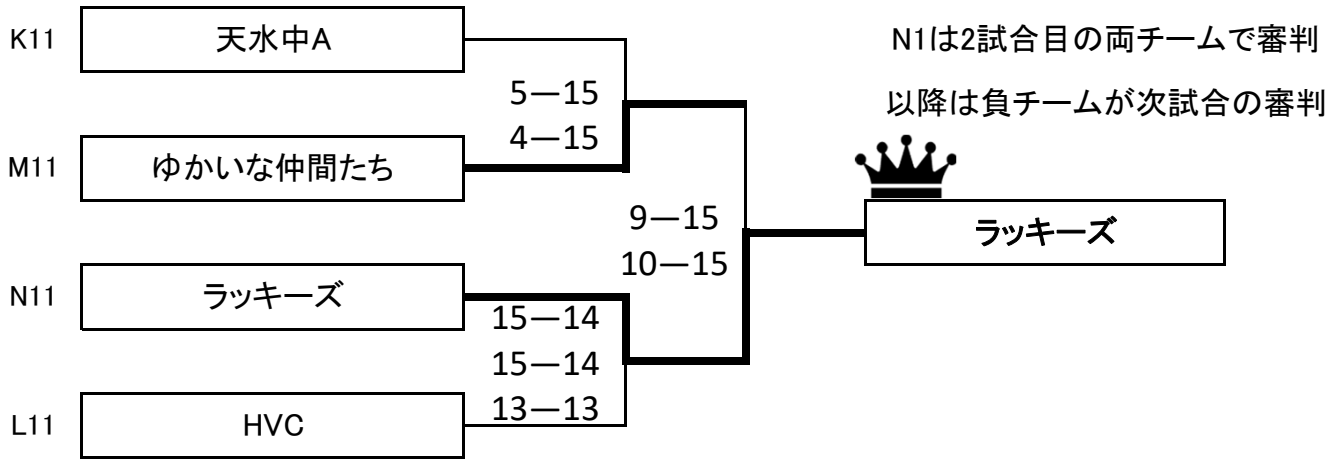 K11
天水中A
N1は2試合目の両チームで審判
5―15
以降は負チームが次試合の審判
4―15
M11
ゆかいな仲間たち
9―15
ラッキーズ
10―15
N11
ラッキーズ
15―14
15―14
13―13
L11
HVC